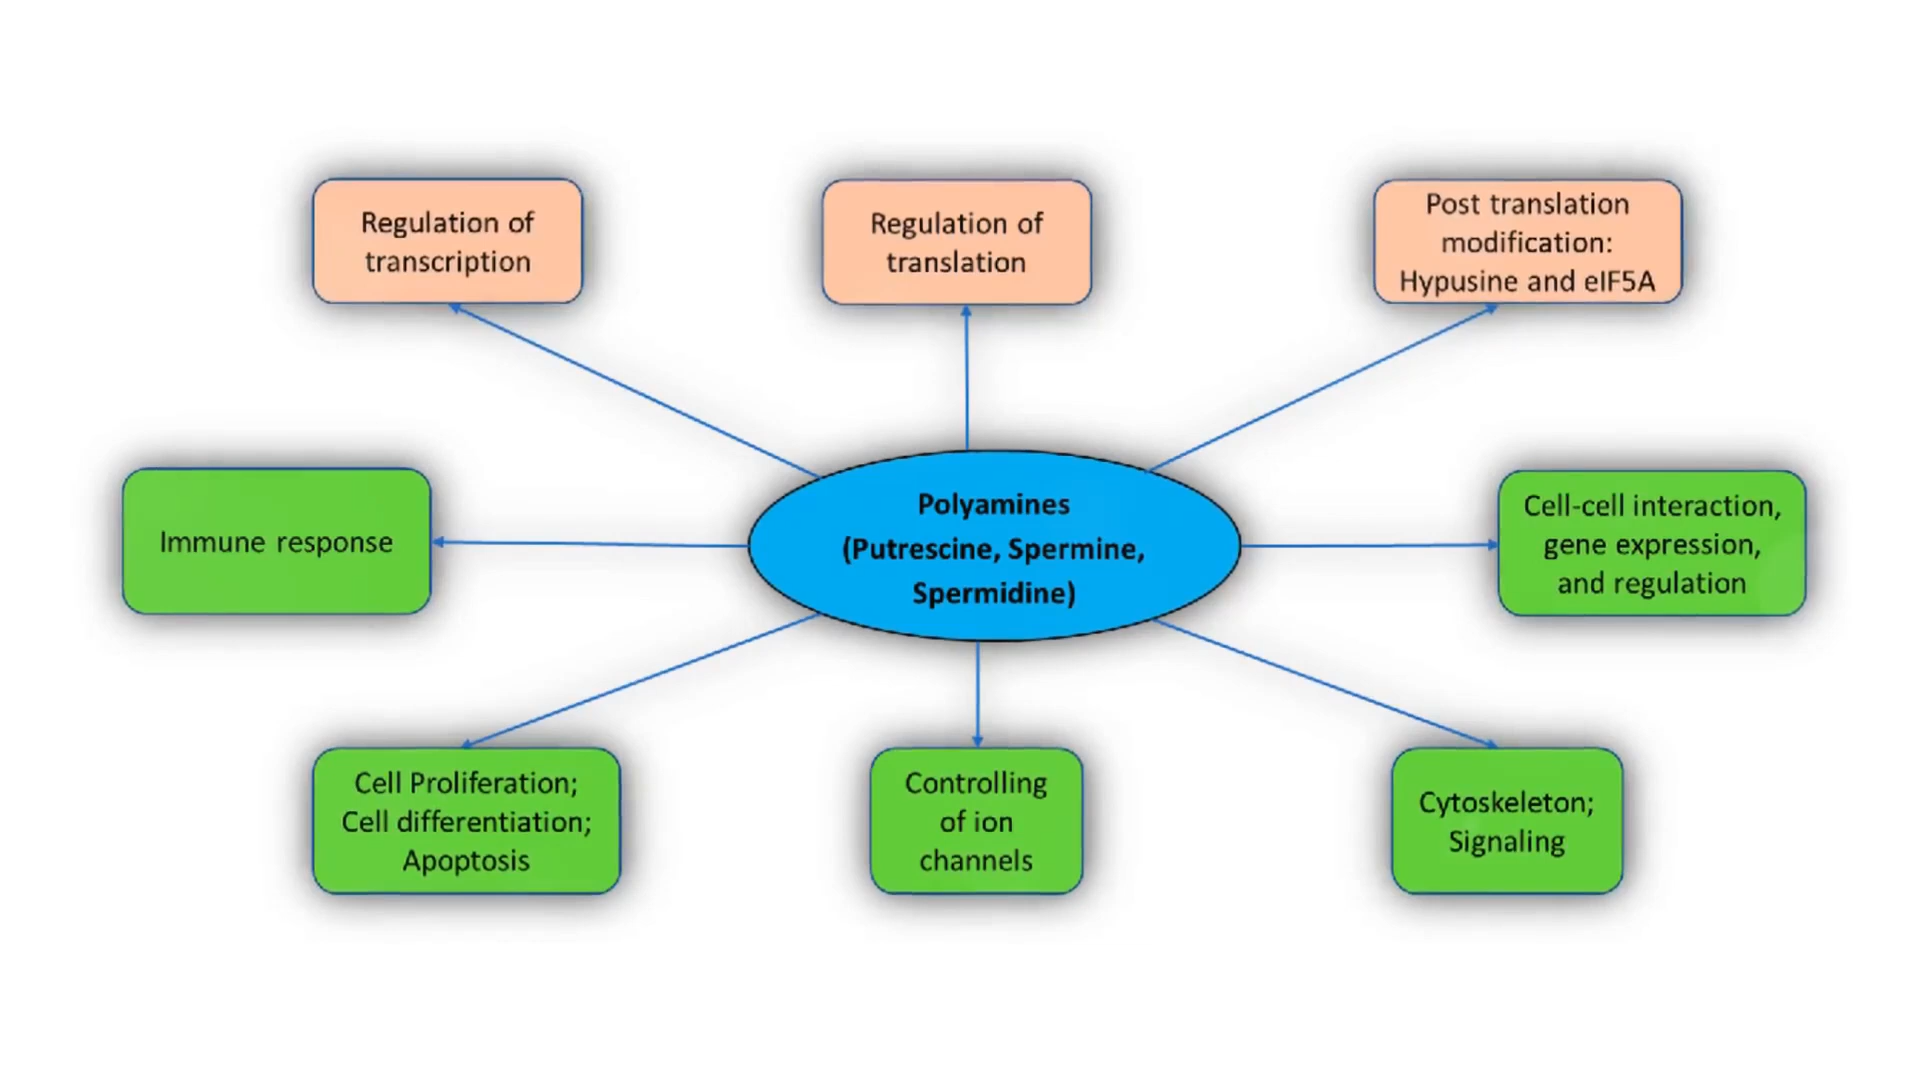 Regulation of
transcription
Regulation of
translation
Post translation
modification:
Hypusine and eIF5A
Immune response
Polyamines
(Putrescine, Spermine,
Spermidine)
Cell-cell interaction,
gene expression,
and regulation
Cell Proliferation;
Cell differentiation;
Apoptosis
Controlling
of ion
channels
Cytoskeleton;
Signaling